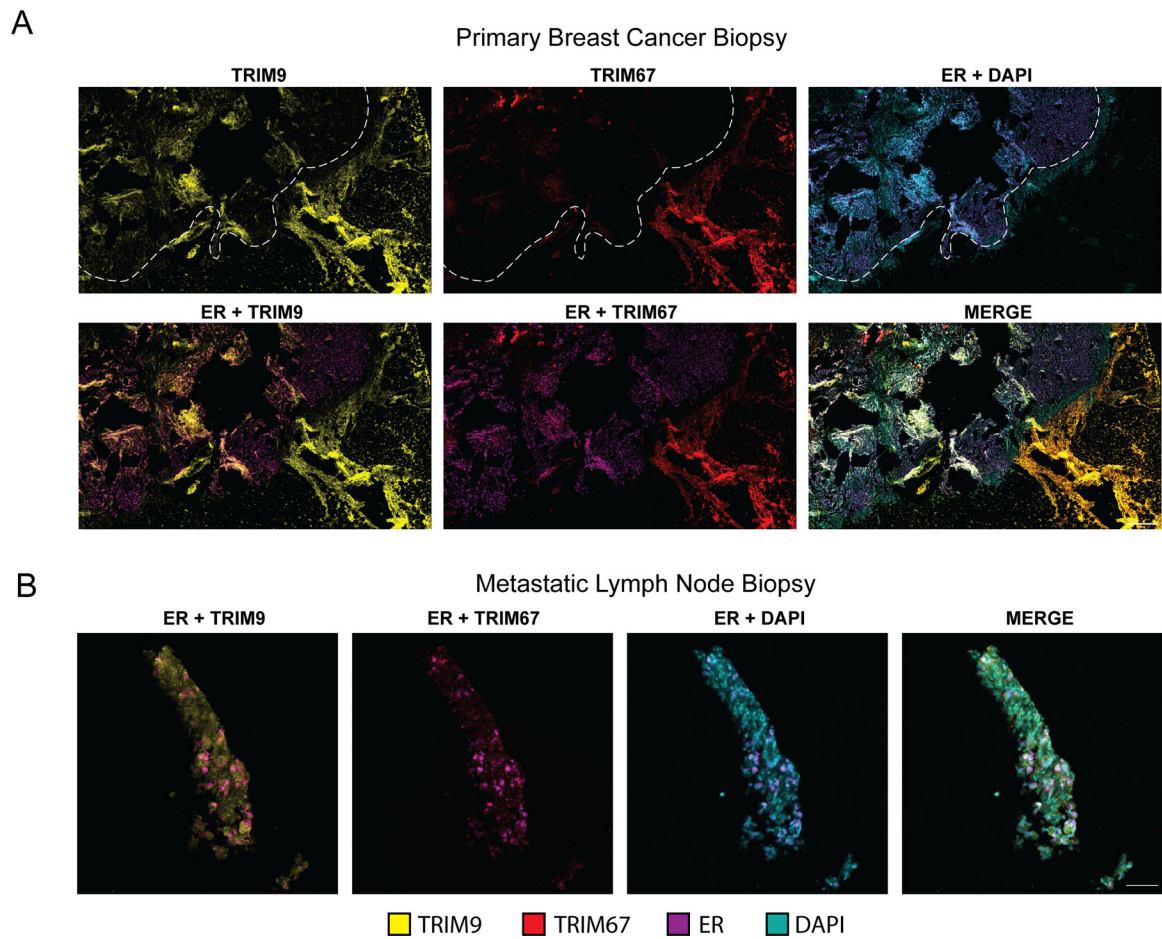 A
Primary Breast Cancer Biopsy
TRIM9
TRIM67
ER + DAPI
ER + TRIM9
ER + TRIM67
MERGE
B
Metastatic Lymph Node Biopsy
ER + TRIM9
ER + TRIM67
ER + DAPI
MERGE
TRIM9
TRIM67
ER
DAPI